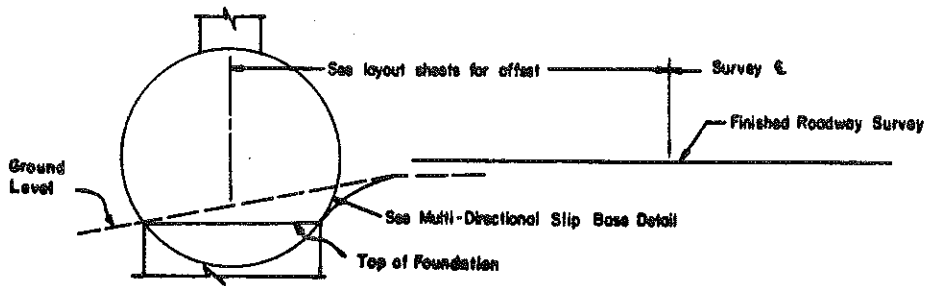 See layout sheets for offset
Survey ℄
Finished Roadway Survey
Ground
Level
See Multi-Directional Slip Base Detail
Top of Foundation